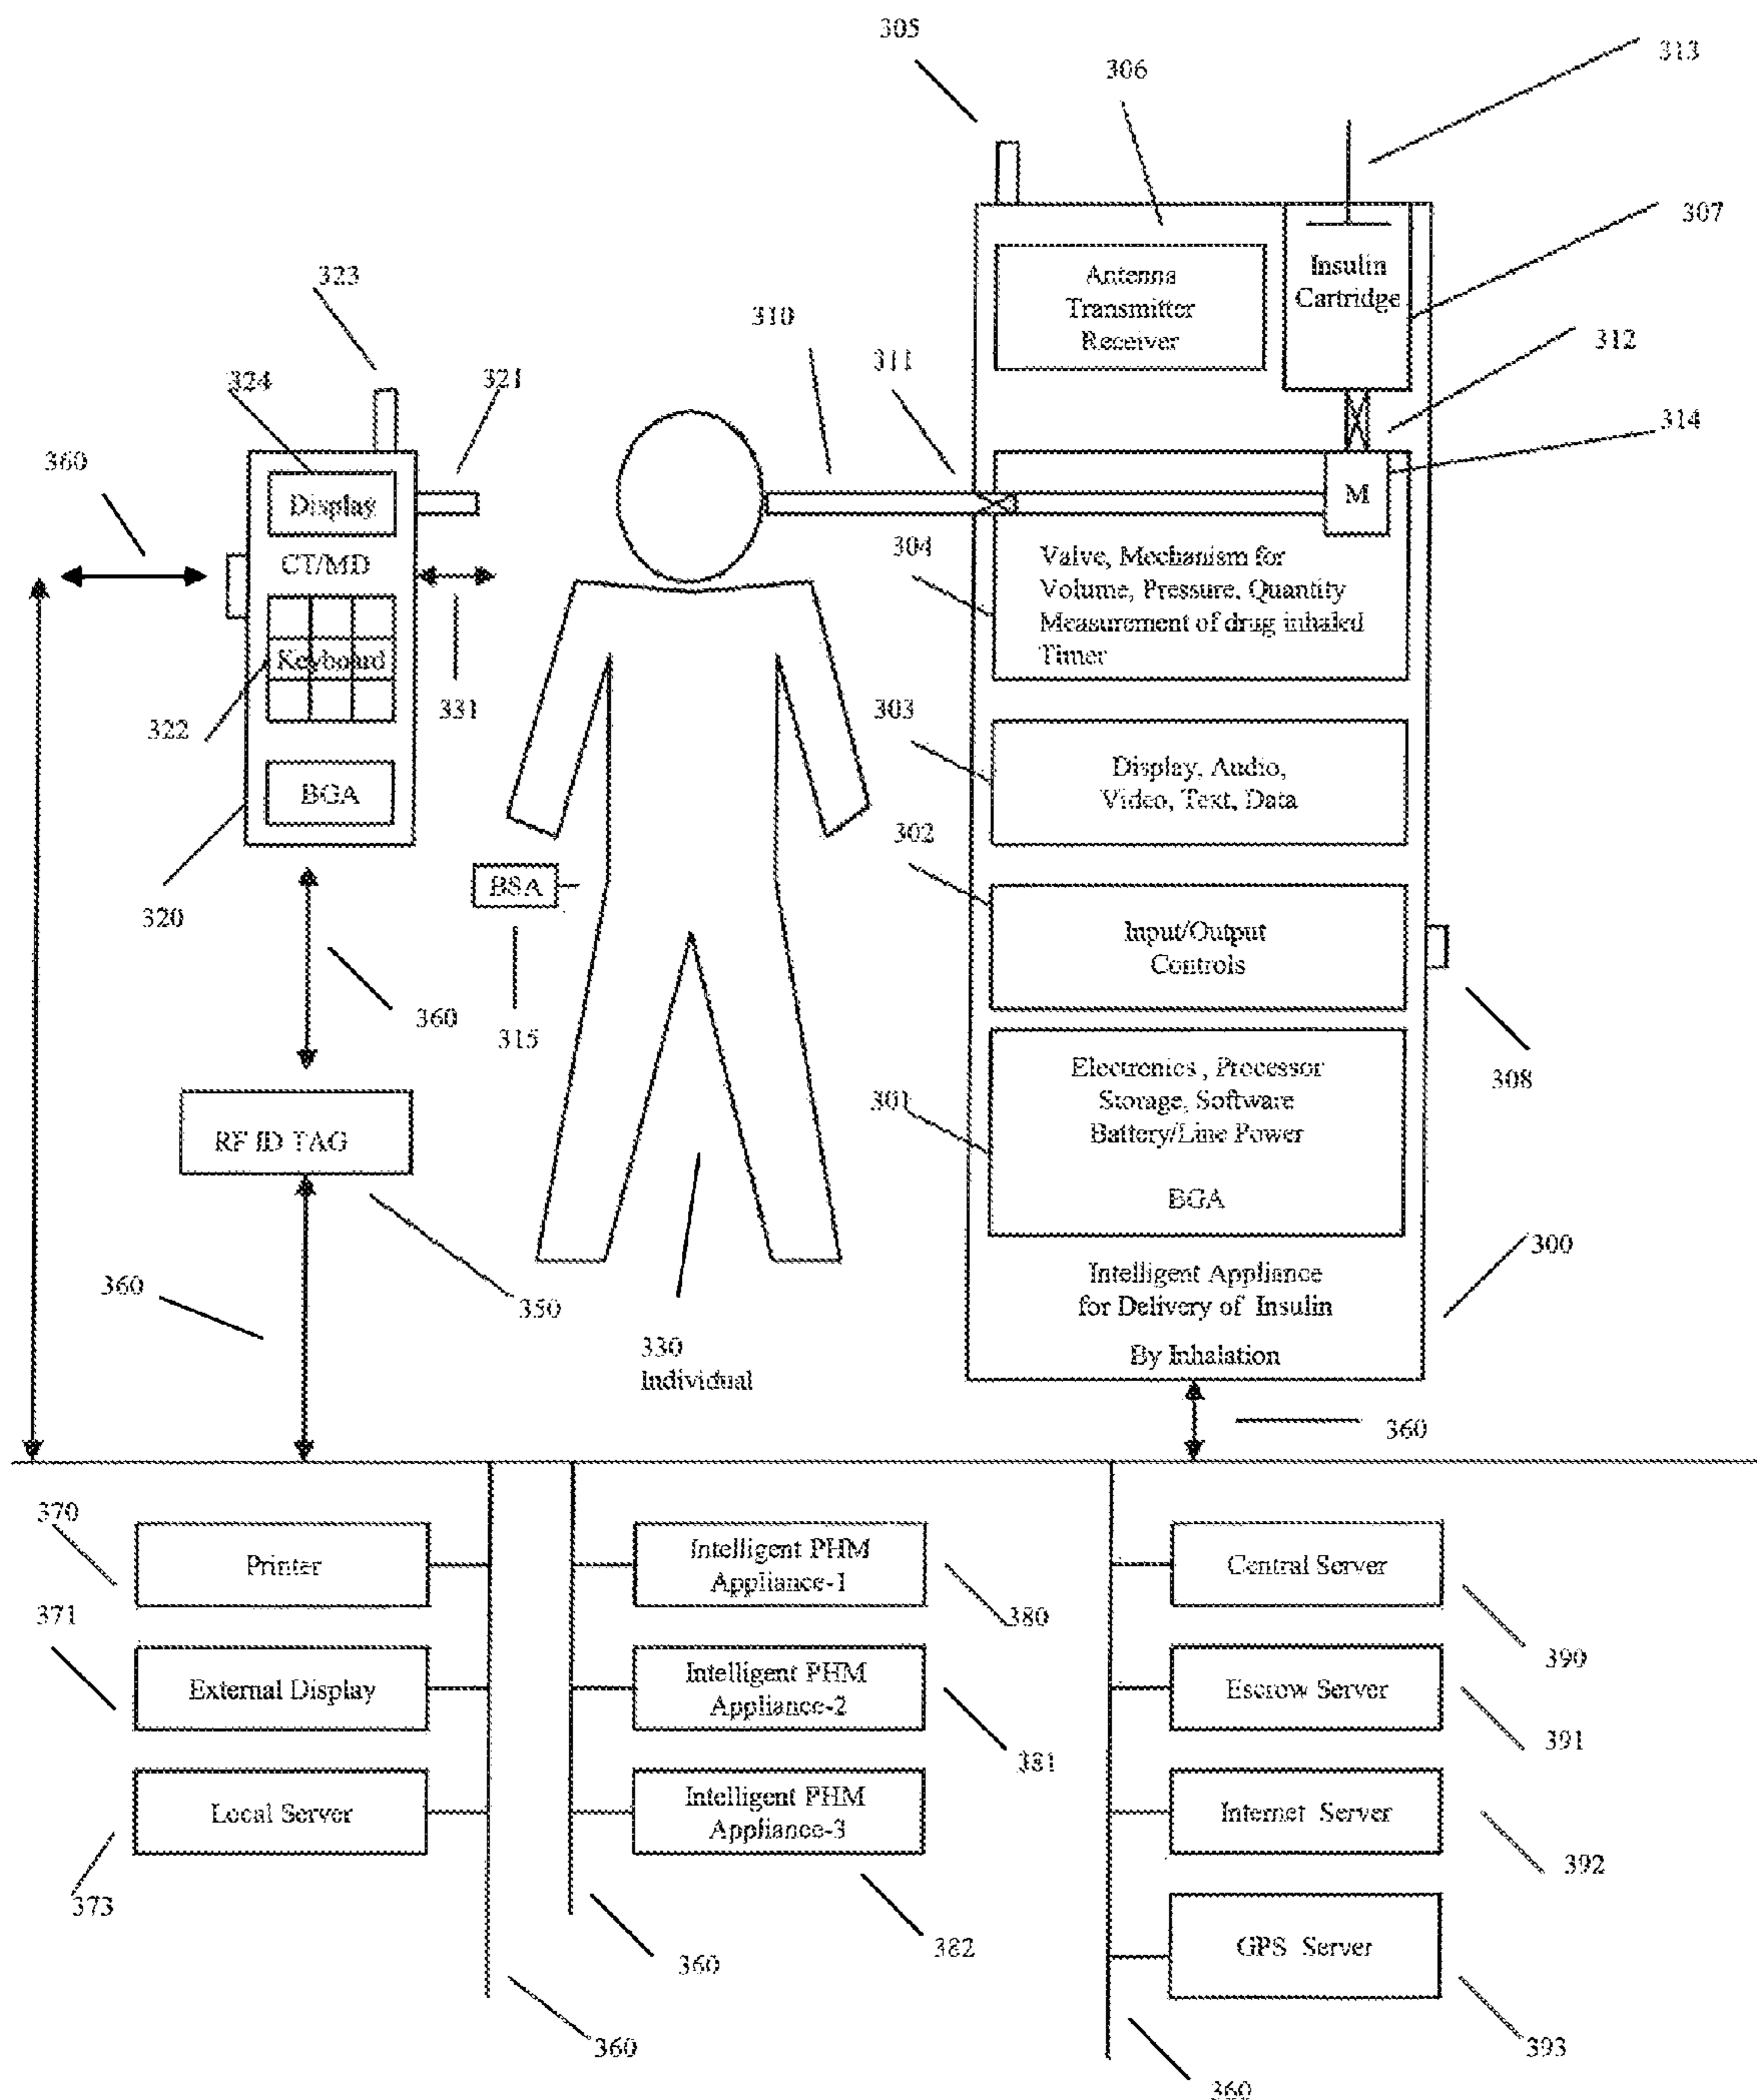 305
306
313
307
Insulin
Cartridge
Antenna
Transmitter
Receiver
323
310
312
311
324
321
314
360
Display
M
CT/MD
304
Valve, Mechanism for
Volume, Pressure, Quantity
Measurement of drug inhaled
Timer
Keyboard
331
322
303
Display, Audio,
Video, Text, Data
BGA
302
BSA
320
Input/Output
Controls
360
315
308
Electronics, Processor
Storage, Software
Battery/Line Power
301
RF ID TAG
BGA
300
Intelligent Appliance
for Delivery of Insulin
By Inhalation
360
350
330
Individual
360
370
Printer
Intelligent PHM
Appliance-1
Central Server
371
380
390
External Display
Intelligent PHM
Appliance-2
Escrow Server
391
381
Local Server
Intelligent PHM
Appliance-3
Internet Server
392
373
382
360
GPS Server
360
393
360